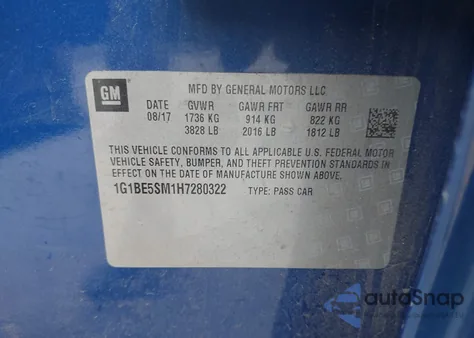 GM
MFD BY GENERAL MOTORS LLC
DATE GVWR GAWR FRT GAWR RR
08/17 1736 KG 914 KG 822 KG
3828 LB 2016 LB 1812 LB
THIS VEHICLE CONFORMS TO ALL APPLICABLE U.S. FEDERAL MOTOR
VEHICLE SAFETY, BUMPER, AND THEFT PREVENTION STANDARDS IN
EFFECT ON THE DATE OF MANUFACTURE SHOWN ABOVE.
1G1BE5SM1H7280322 TYPE: PASS CAR
autoSnap